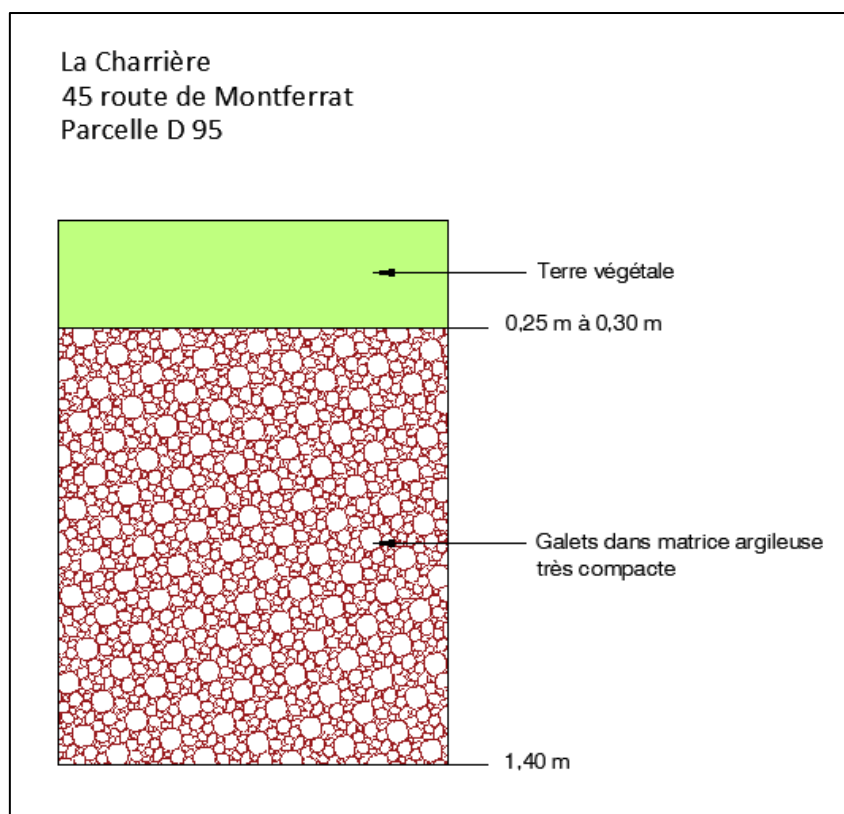 La Charrière
45 route de Montferrat
Parcelle D 95
Terre végétale
0,25 m à 0,30 m
Galets dans matrice argileuse
très compacte
1,40 m